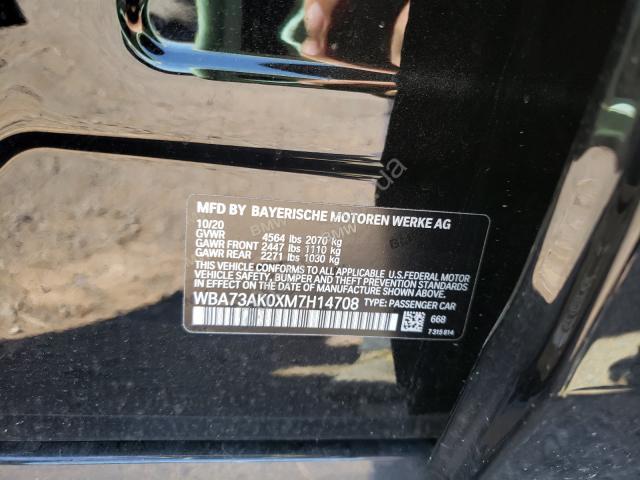 MFD BY BAYERISCHE MOTOREN WERKE AG
10/20
GVWR 4564 lbs 2070 kg
GAWR FRONT 2447 lbs 1110 kg
GAWR REAR 2271 lbs 1030 kg
THIS VEHICLE CONFORMS TO ALL APPLICABLE U.S.FEDERAL MOTOR
VEHICLE SAFETY, BUMPER, AND THEFT PREVENTION STANDARDS
IN EFFECT ON THE DATE OF MANUFACTURE SHOWN ABOVE.
WBA73AK0XM7H14708 TYPE: PASSENGER CAR
668
7 315 814